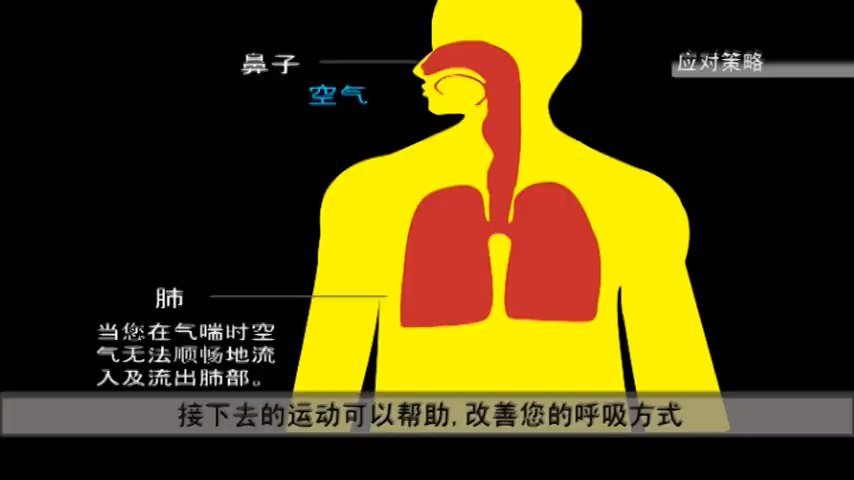 鼻子
应对策略
空气
肺
当您在气喘时空
气无法顺畅地流
入及流出肺部。
接下去的运动可以帮助,改善您的呼吸方式